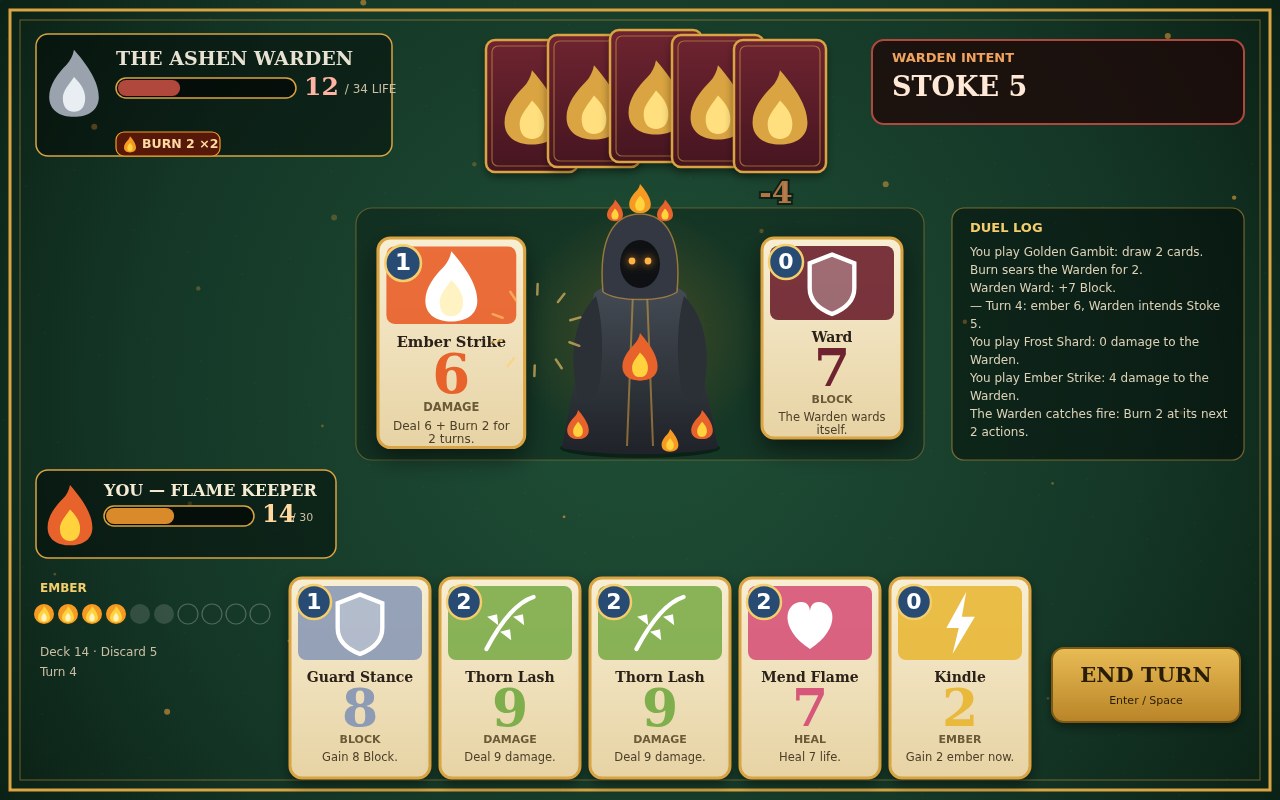 THE ASHEN WARDEN
12 / 34 LIFE
BURN 2 ×2
WARDEN INTENT
STOKE 5
-4
1
Ember Strike
6
DAMAGE
Deal 6 + Burn 2 for
2 turns.
0
Ward
7
BLOCK
The Warden wards
itself.
DUEL LOG
You play Golden Gambit: draw 2 cards.
Burn sears the Warden for 2.
Warden Ward: +7 Block.
— Turn 4: ember 6, Warden intends Stoke
5.
You play Frost Shard: 0 damage to the
Warden.
You play Ember Strike: 4 damage to the
Warden.
The Warden catches fire: Burn 2 at its next
2 actions.
YOU — FLAME KEEPER
14 / 30
EMBER
Deck 14 · Discard 5
Turn 4
1
Guard Stance
8
BLOCK
Gain 8 Block.
2
Thorn Lash
9
DAMAGE
Deal 9 damage.
2
Thorn Lash
9
DAMAGE
Deal 9 damage.
2
Mend Flame
7
HEAL
Heal 7 life.
0
Kindle
2
EMBER
Gain 2 ember now.
END TURN
Enter / Space